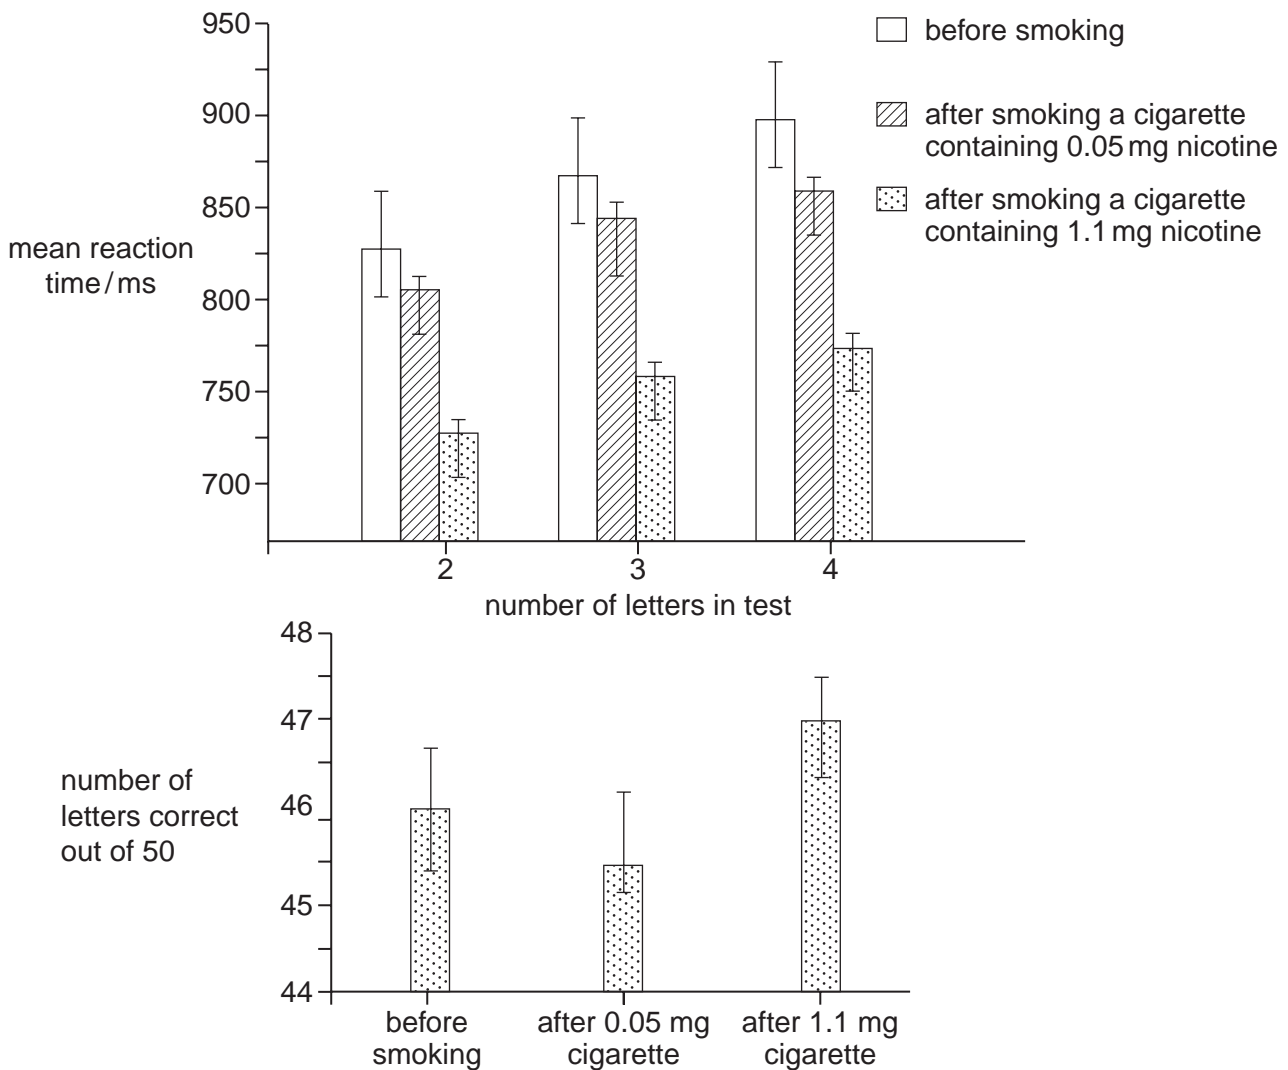 950
900
850
800
750
700
mean reaction
time/ms
before smoking
after smoking a cigarette
containing 0.05 mg nicotine
after smoking a cigarette
containing 1.1 mg nicotine
2 3 4
number of letters in test
48
47
46
45
44
number of
letters correct
out of 50
before
smoking
after 0.05 mg
cigarette
after 1.1 mg
cigarette